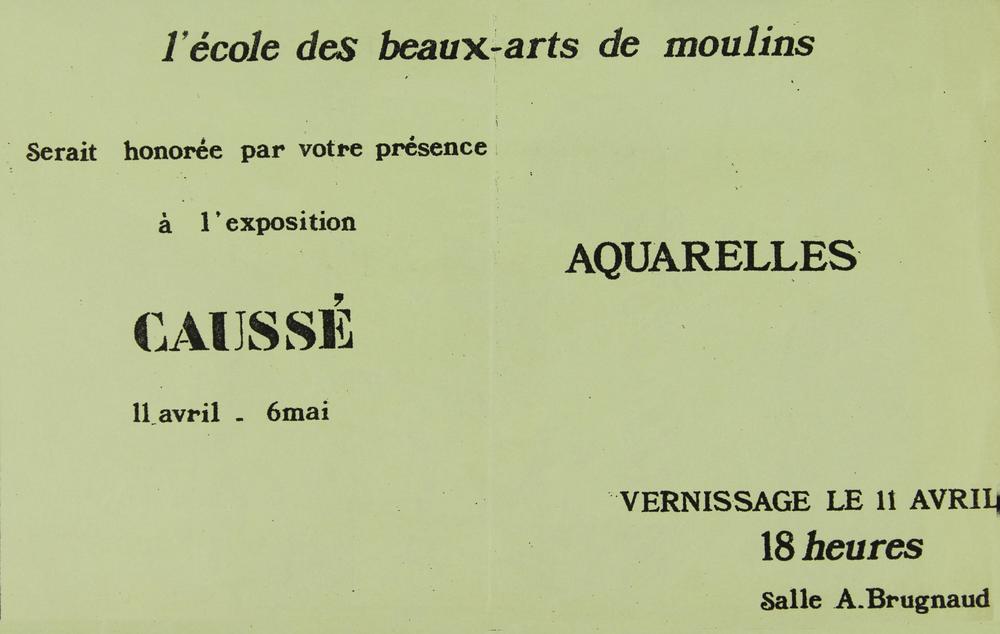 l'école des beaux-arts de moulins
Serait honorée par votre présence
à l'exposition
CAUSSÉ
11 avril - 6mai
AQUARELLES
VERNISSAGE LE 11 AVRIL
18 heures
Salle A.Brugnaud